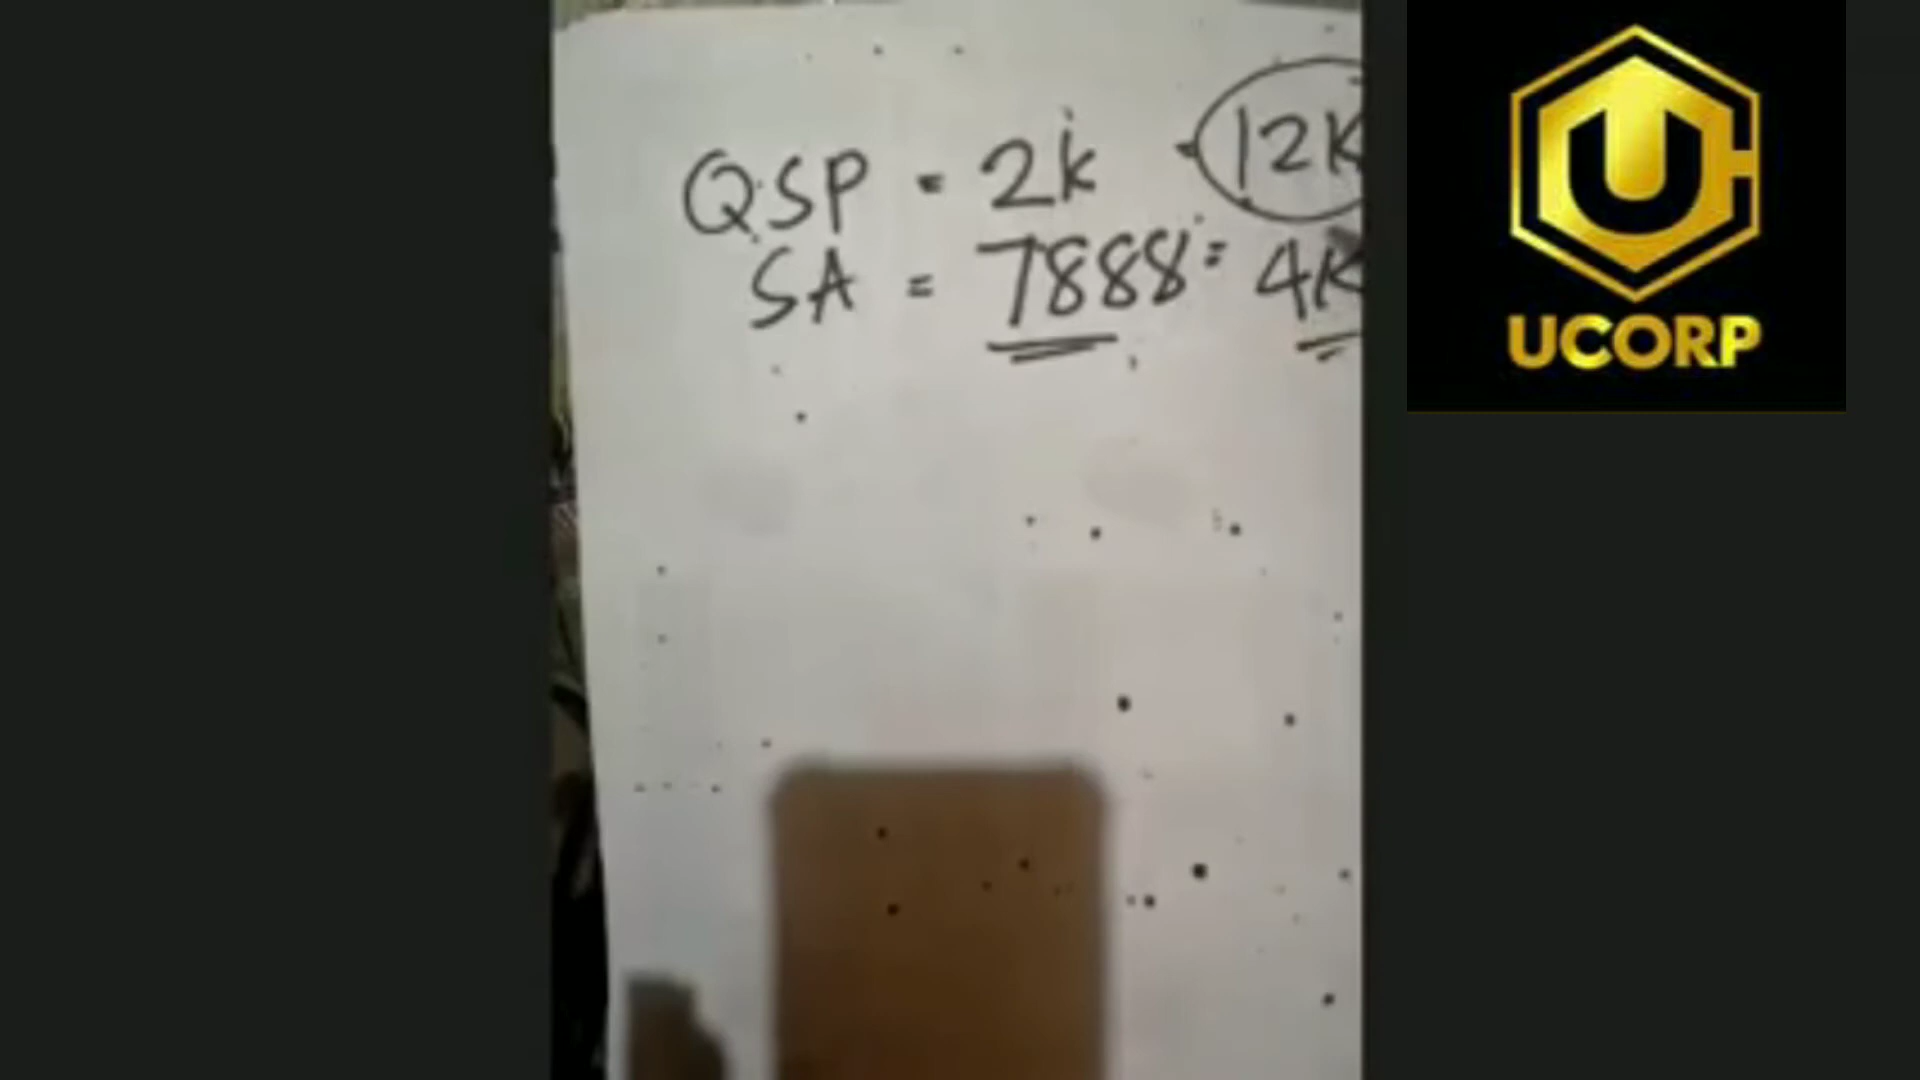 QSP = 2k 12K
SA = 7888 = 4K
UCORP